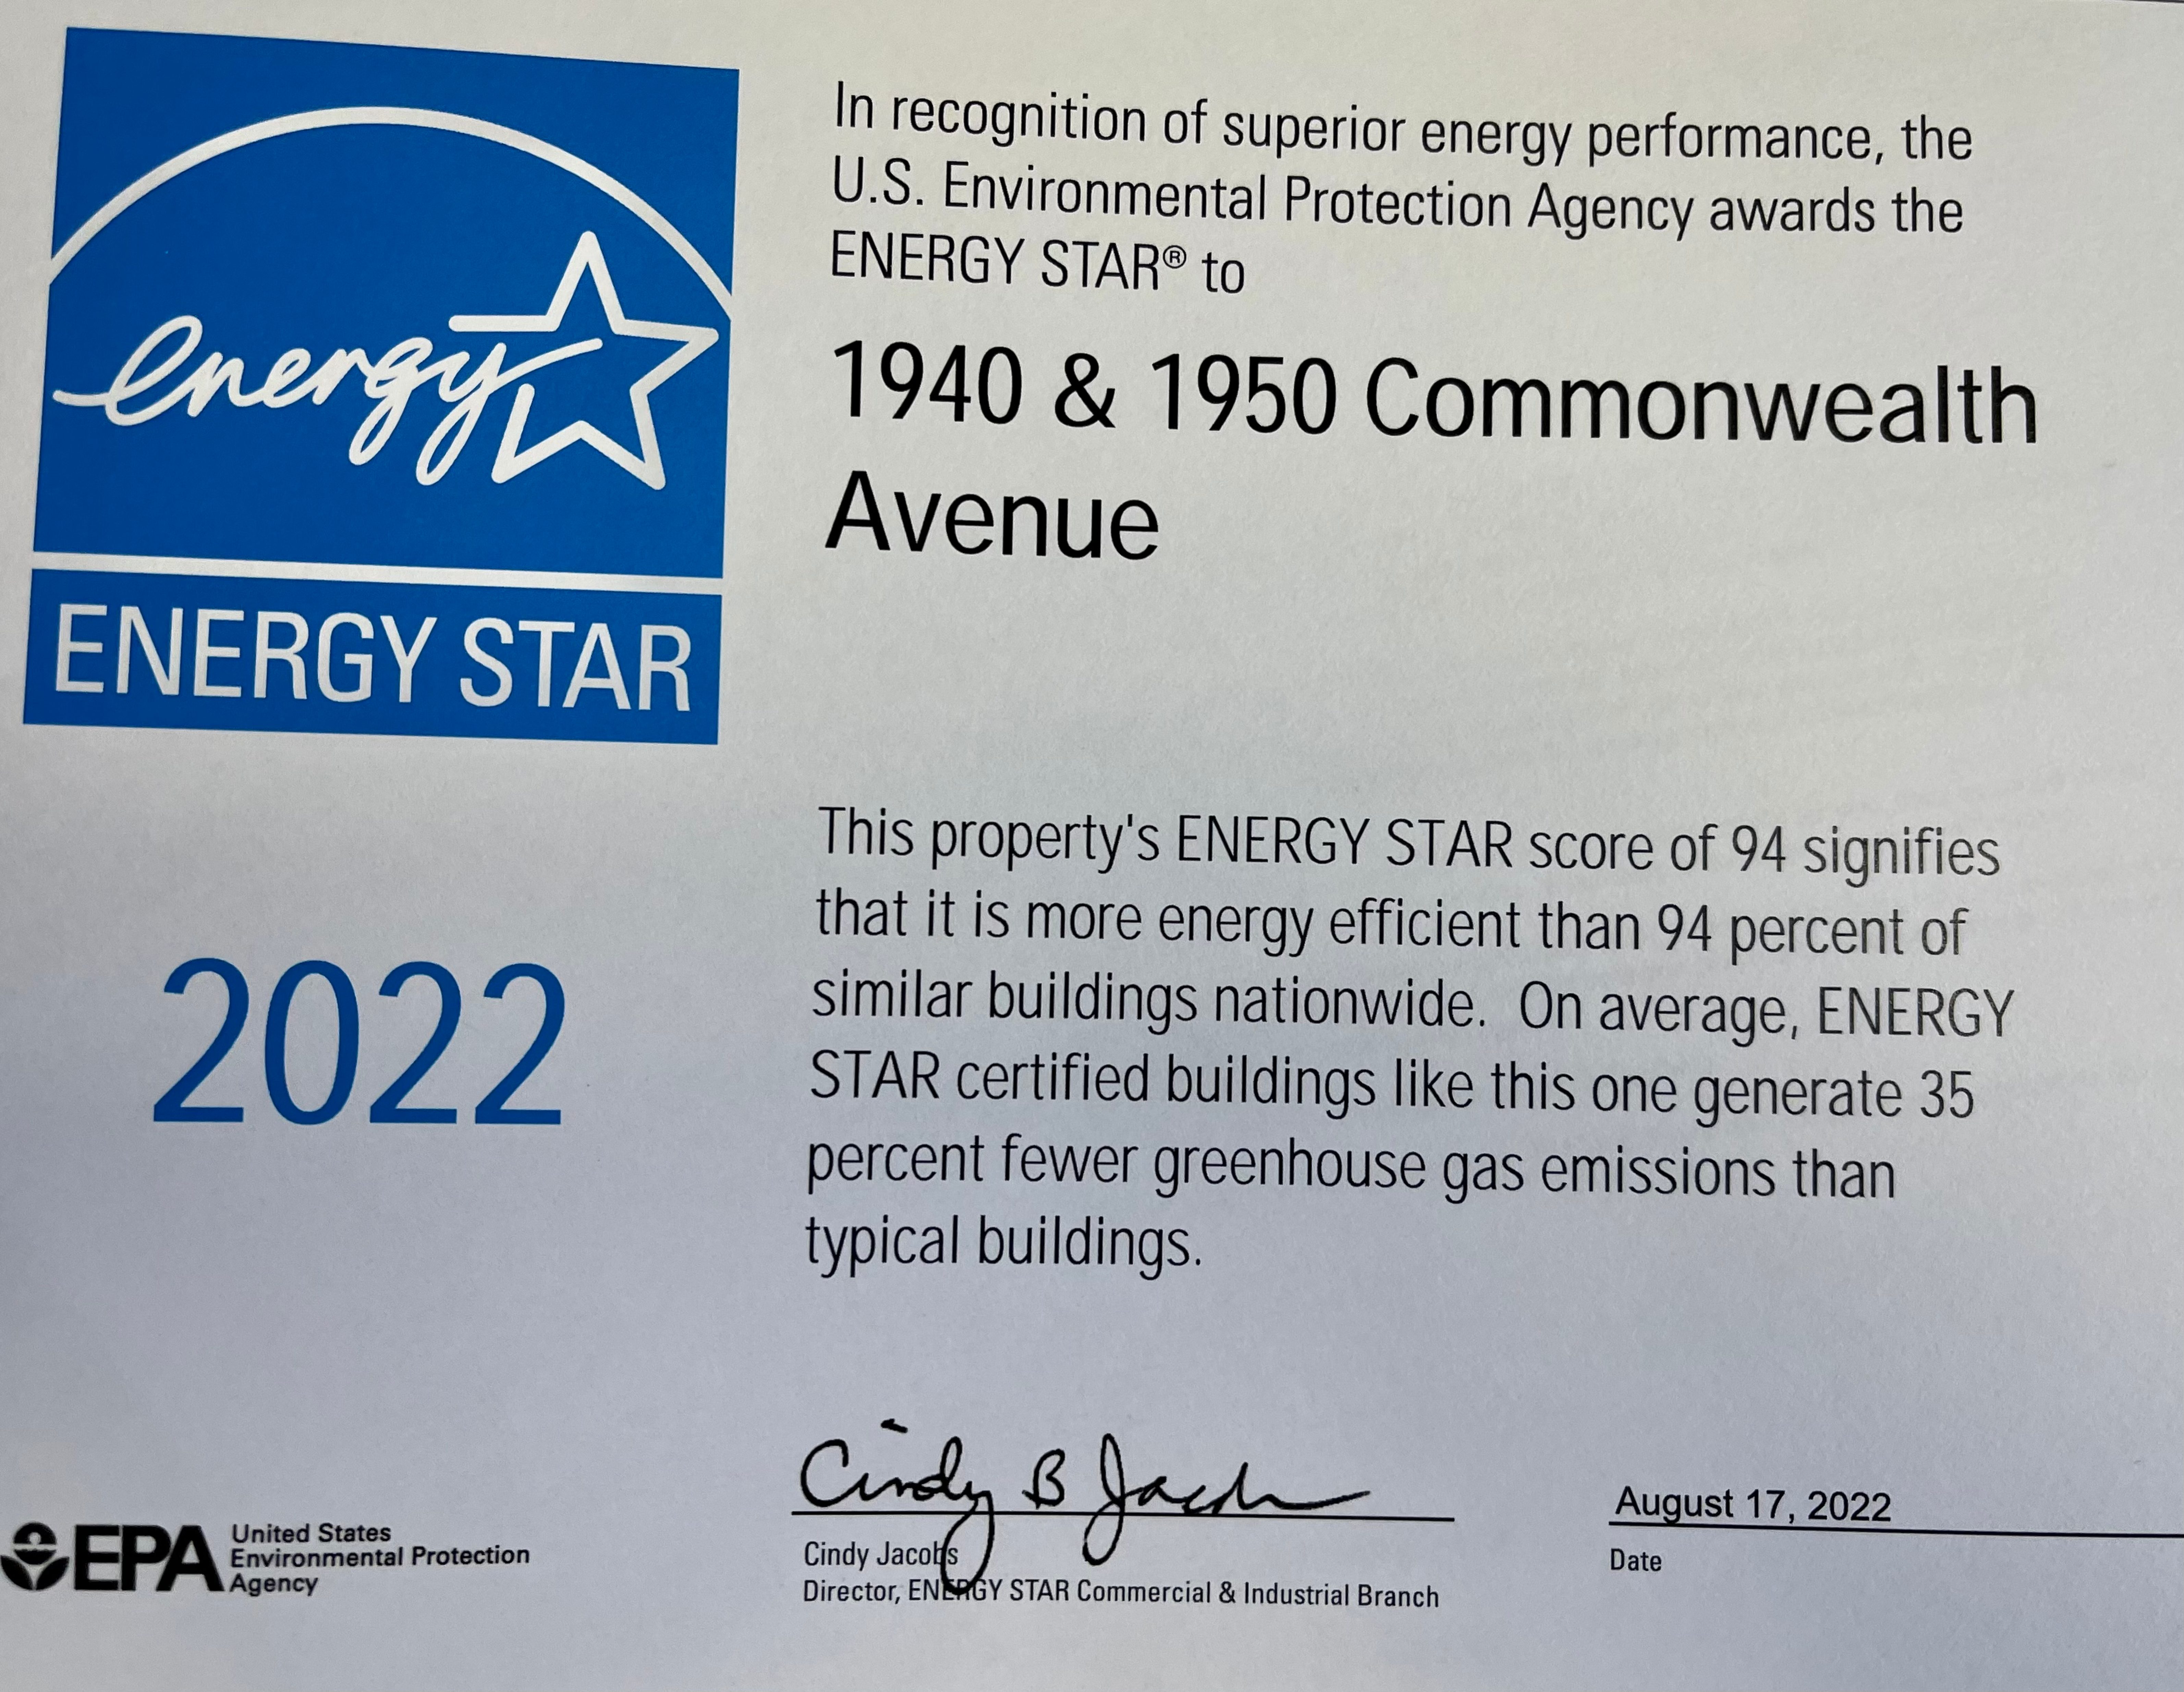 energy
ENERGY STAR
2022
In recognition of superior energy performance, the
U.S. Environmental Protection Agency awards the
ENERGY STAR® to
1940 & 1950 Commonwealth
Avenue
This property's ENERGY STAR score of 94 signifies
that it is more energy efficient than 94 percent of
similar buildings nationwide.  On average, ENERGY
STAR certified buildings like this one generate 35
percent fewer greenhouse gas emissions than
typical buildings.
EPA
United States
Environmental Protection
Agency
Cindy B Jacobs
Cindy Jacobs
Director, ENERGY STAR Commercial & Industrial Branch
August 17, 2022
Date